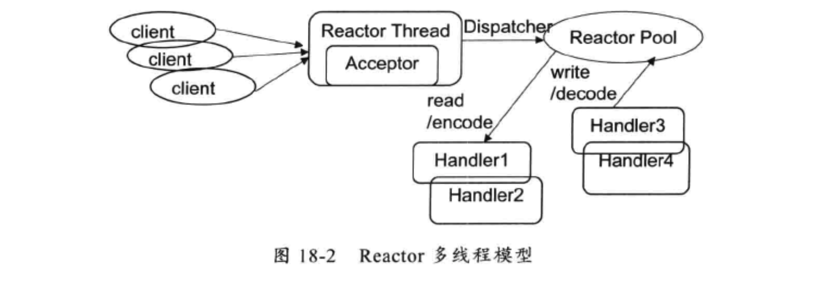 client
client
client
Reactor Thread
Acceptor
Dispatcher
Reactor Pool
read
/encode
write
/decode
Handler1
Handler2
Handler3
Handler4
图 18-2 Reactor 多线程模型